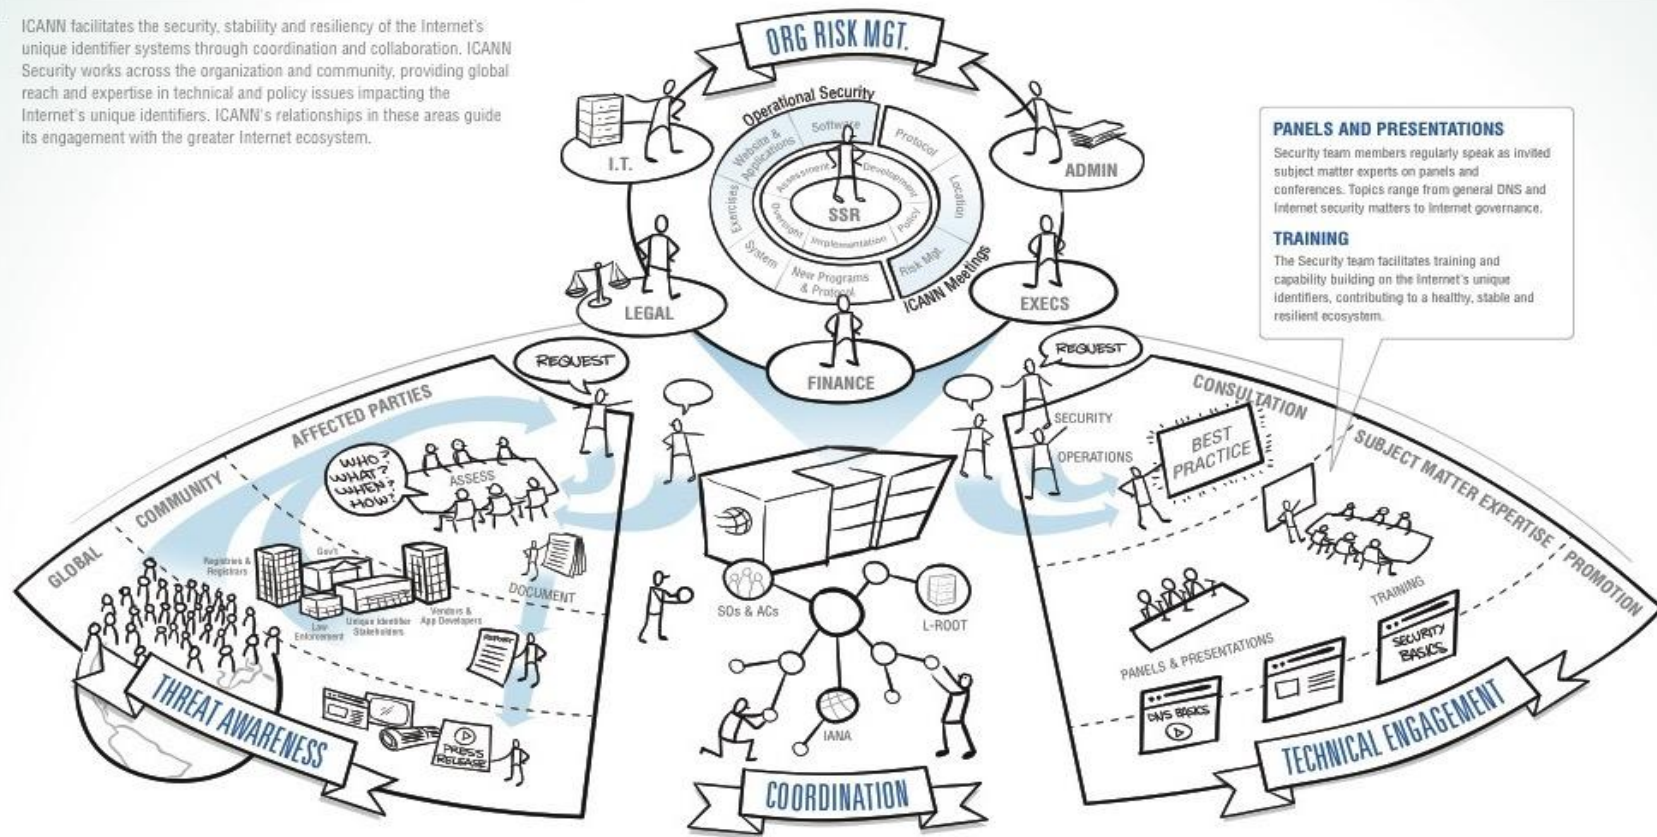 ICANN facilitates the security, stability and resiliency of the Internet's
unique identifier systems through coordination and collaboration. ICANN
Security works across the organization and community, providing global
reach and expertise in technical and policy issues impacting the
Internet's unique identifiers. ICANN's relationships in these areas guide
its engagement with the greater Internet ecosystem.
ORG RISK MGT.
I.T.
ADMIN
LEGAL
EXECS
FINANCE
Operational Security
Website &
Applications
Software
Protocol
Location
Risk Mgt.
New Programs
& Protocol
System
Exercises
ICANN Meetings
Assessment
Development
Policy
Implementation
Oversight
SSR
PANELS AND PRESENTATIONS
Security team members regularly speak as invited
subject matter experts on panels and
conferences. Topics range from general DNS and
Internet security matters to Internet governance.
TRAINING
The Security team facilitates training and
capability building on the Internet's unique
identifiers, contributing to a healthy, stable and
resilient ecosystem.
REQUEST
REQUEST
GLOBAL
COMMUNITY
AFFECTED PARTIES
WHO?
WHAT?
WHEN?
HOW?
ASSESS
Registries &
Registrars
Gov't
Law
Enforcement
Unique Identifier
Stakeholders
Vendors &
App Developers
DOCUMENT
REPORT
PRESS
RELEASE
THREAT AWARENESS
SOs & ACs
L-ROOT
IANA
COORDINATION
SECURITY
OPERATIONS
CONSULTATION
SUBJECT MATTER EXPERTISE
PROMOTION
BEST
PRACTICE
TRAINING
PANELS & PRESENTATIONS
DNS BASICS
SECURITY
BASICS
TECHNICAL ENGAGEMENT